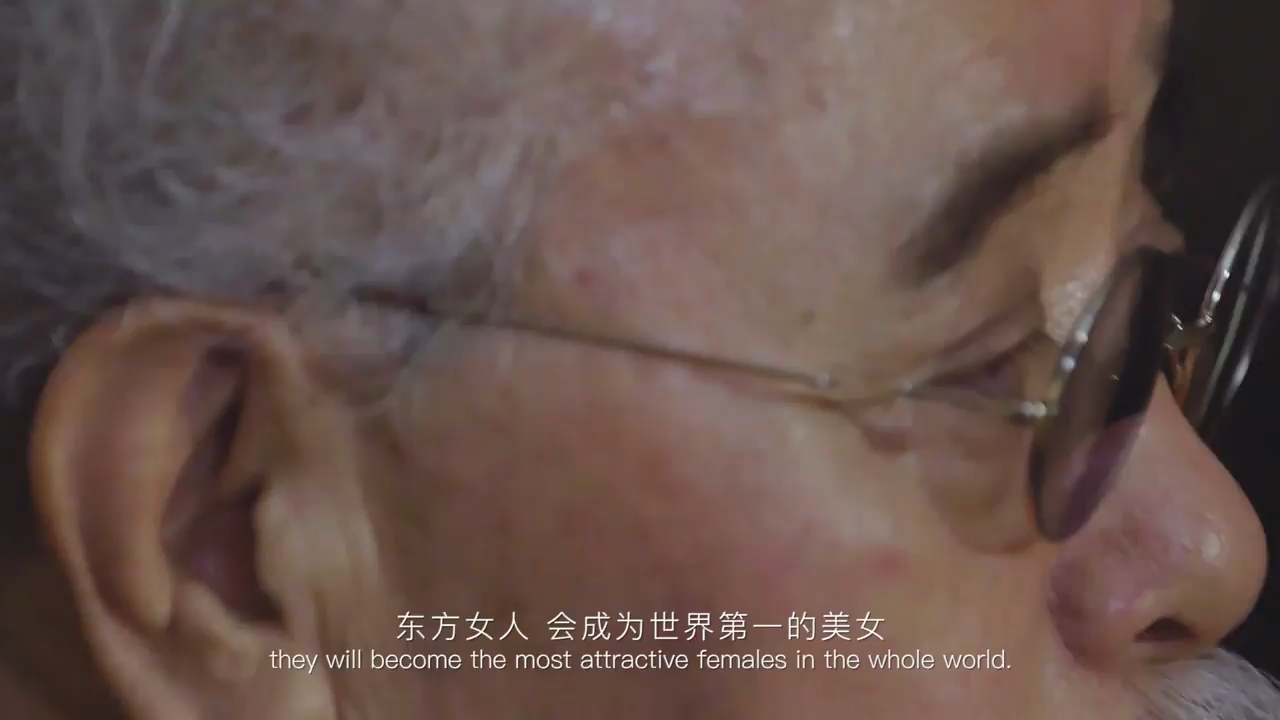 东方女人 会成为世界第一的美女
they will become the most attractive females in the whole world.